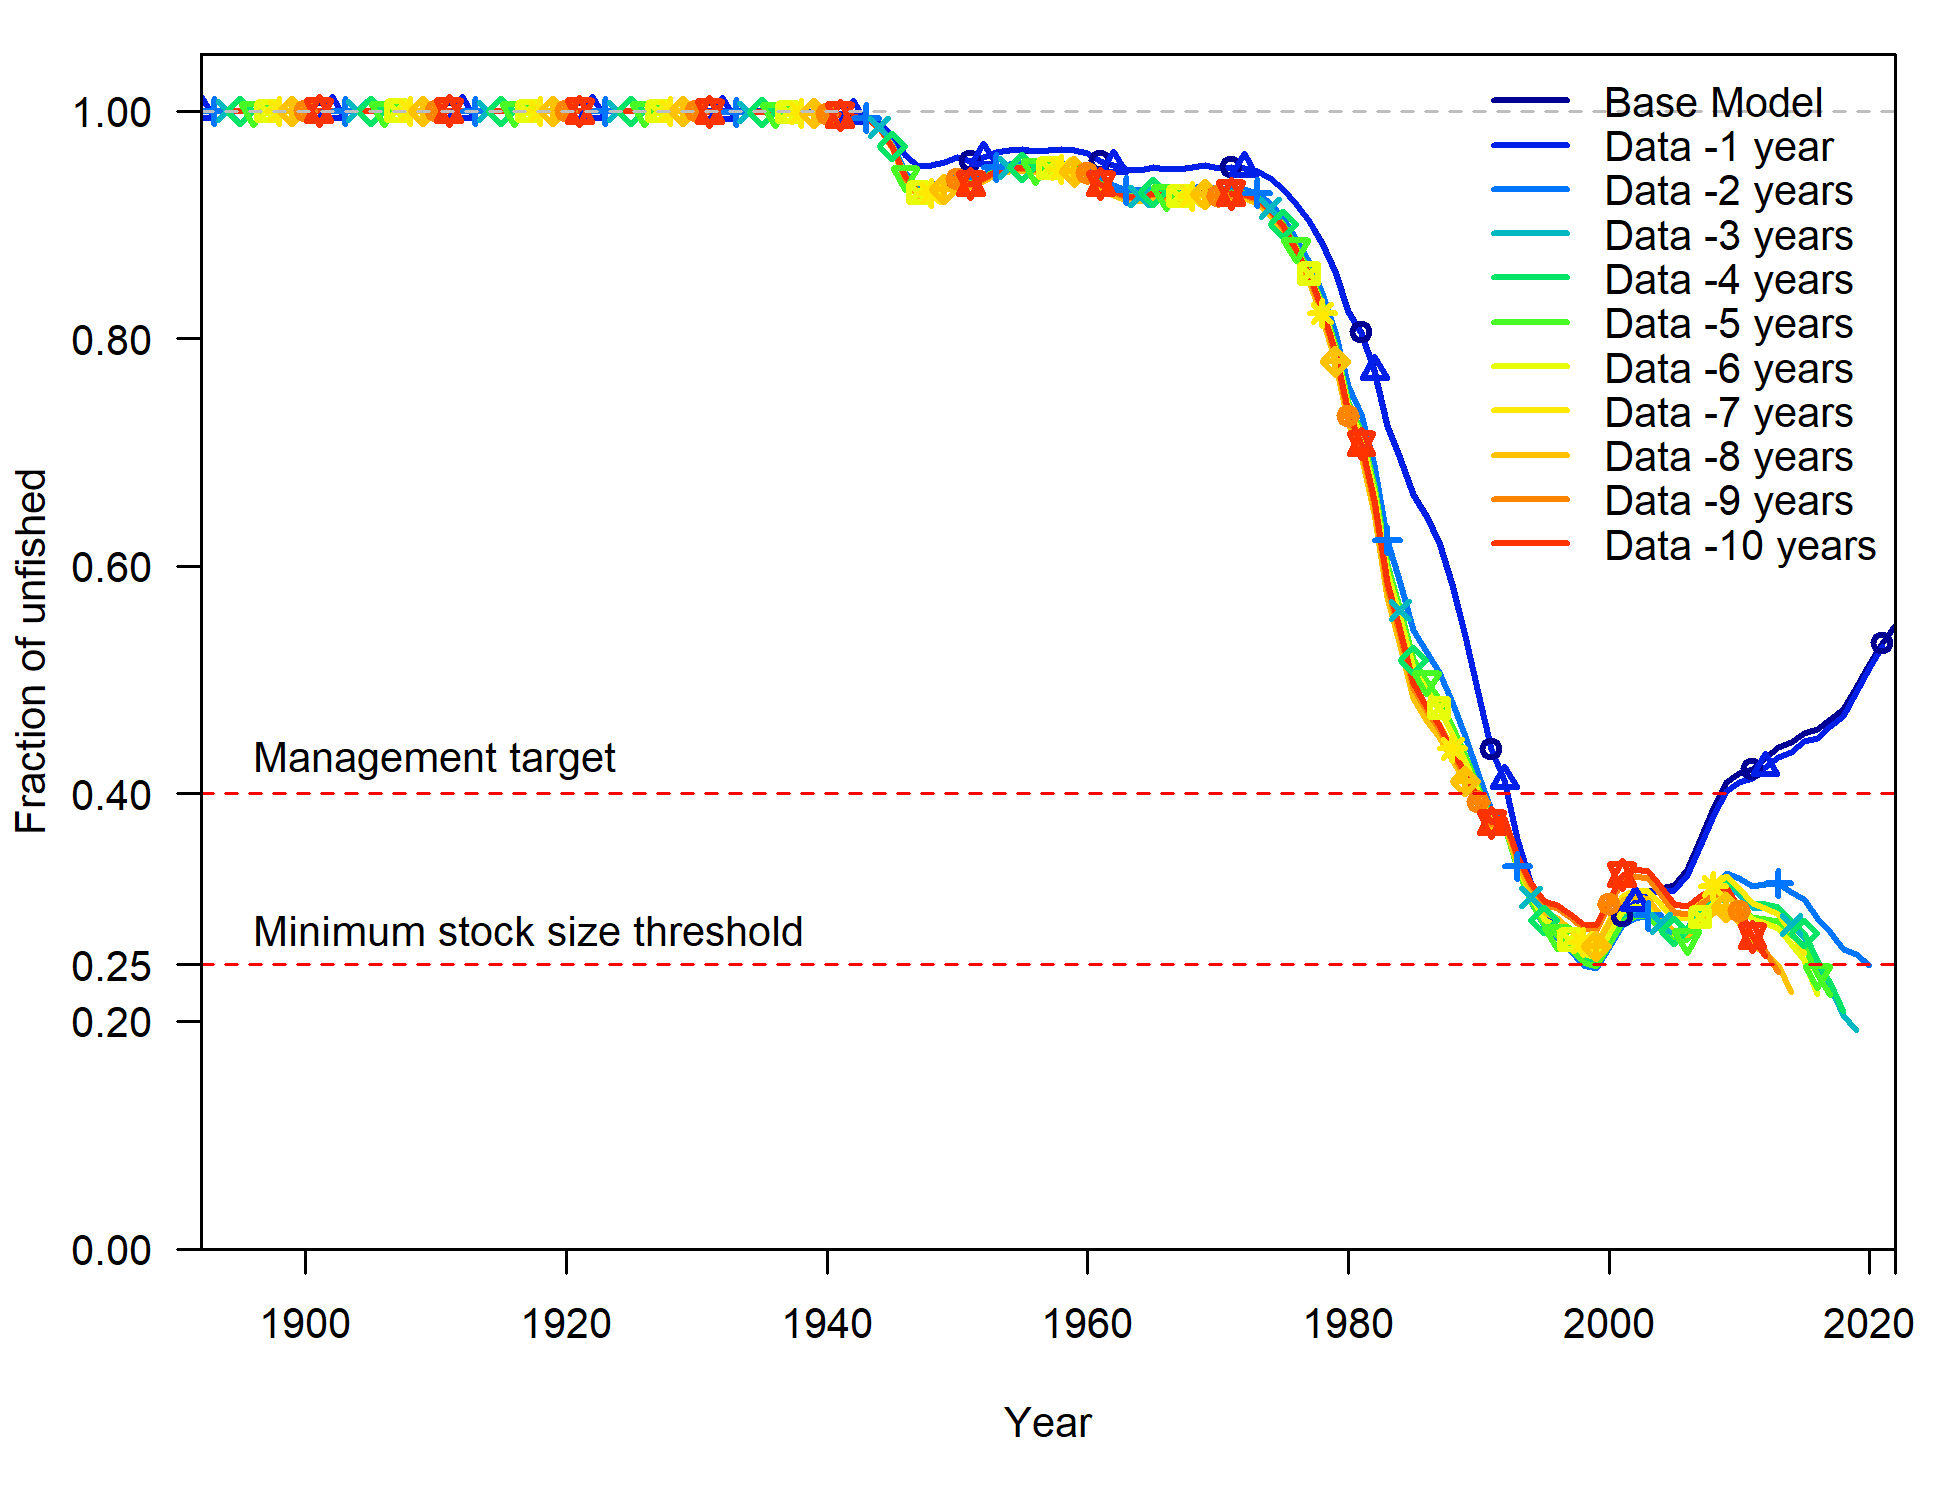 1.00
0.80
0.60
0.40
0.25
0.20
0.00
Fraction of unfished
Base Model
Data -1 year
Data -2 years
Data -3 years
Data -4 years
Data -5 years
Data -6 years
Data -7 years
Data -8 years
Data -9 years
Data -10 years
Management target
Minimum stock size threshold
1900 1920 1940 1960 1980 2000 2020
Year